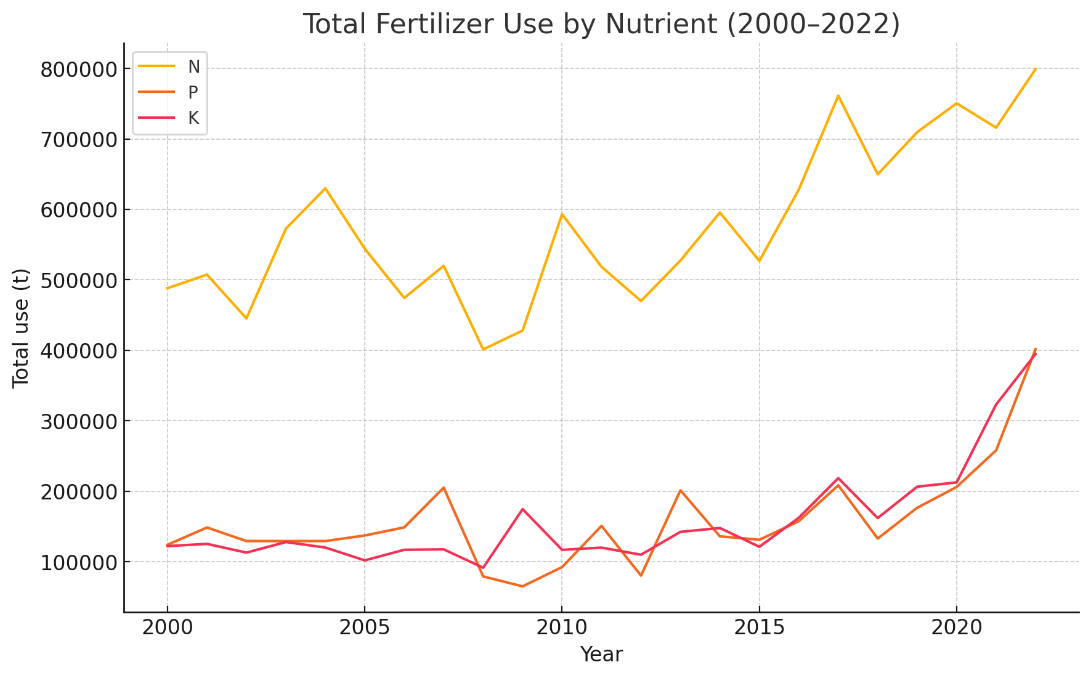 Total Fertilizer Use by Nutrient (2000–2022)
N
P
K
Total use (t)
800000
700000
600000
500000
400000
300000
200000
100000
2000
2005
2010
2015
2020
Year